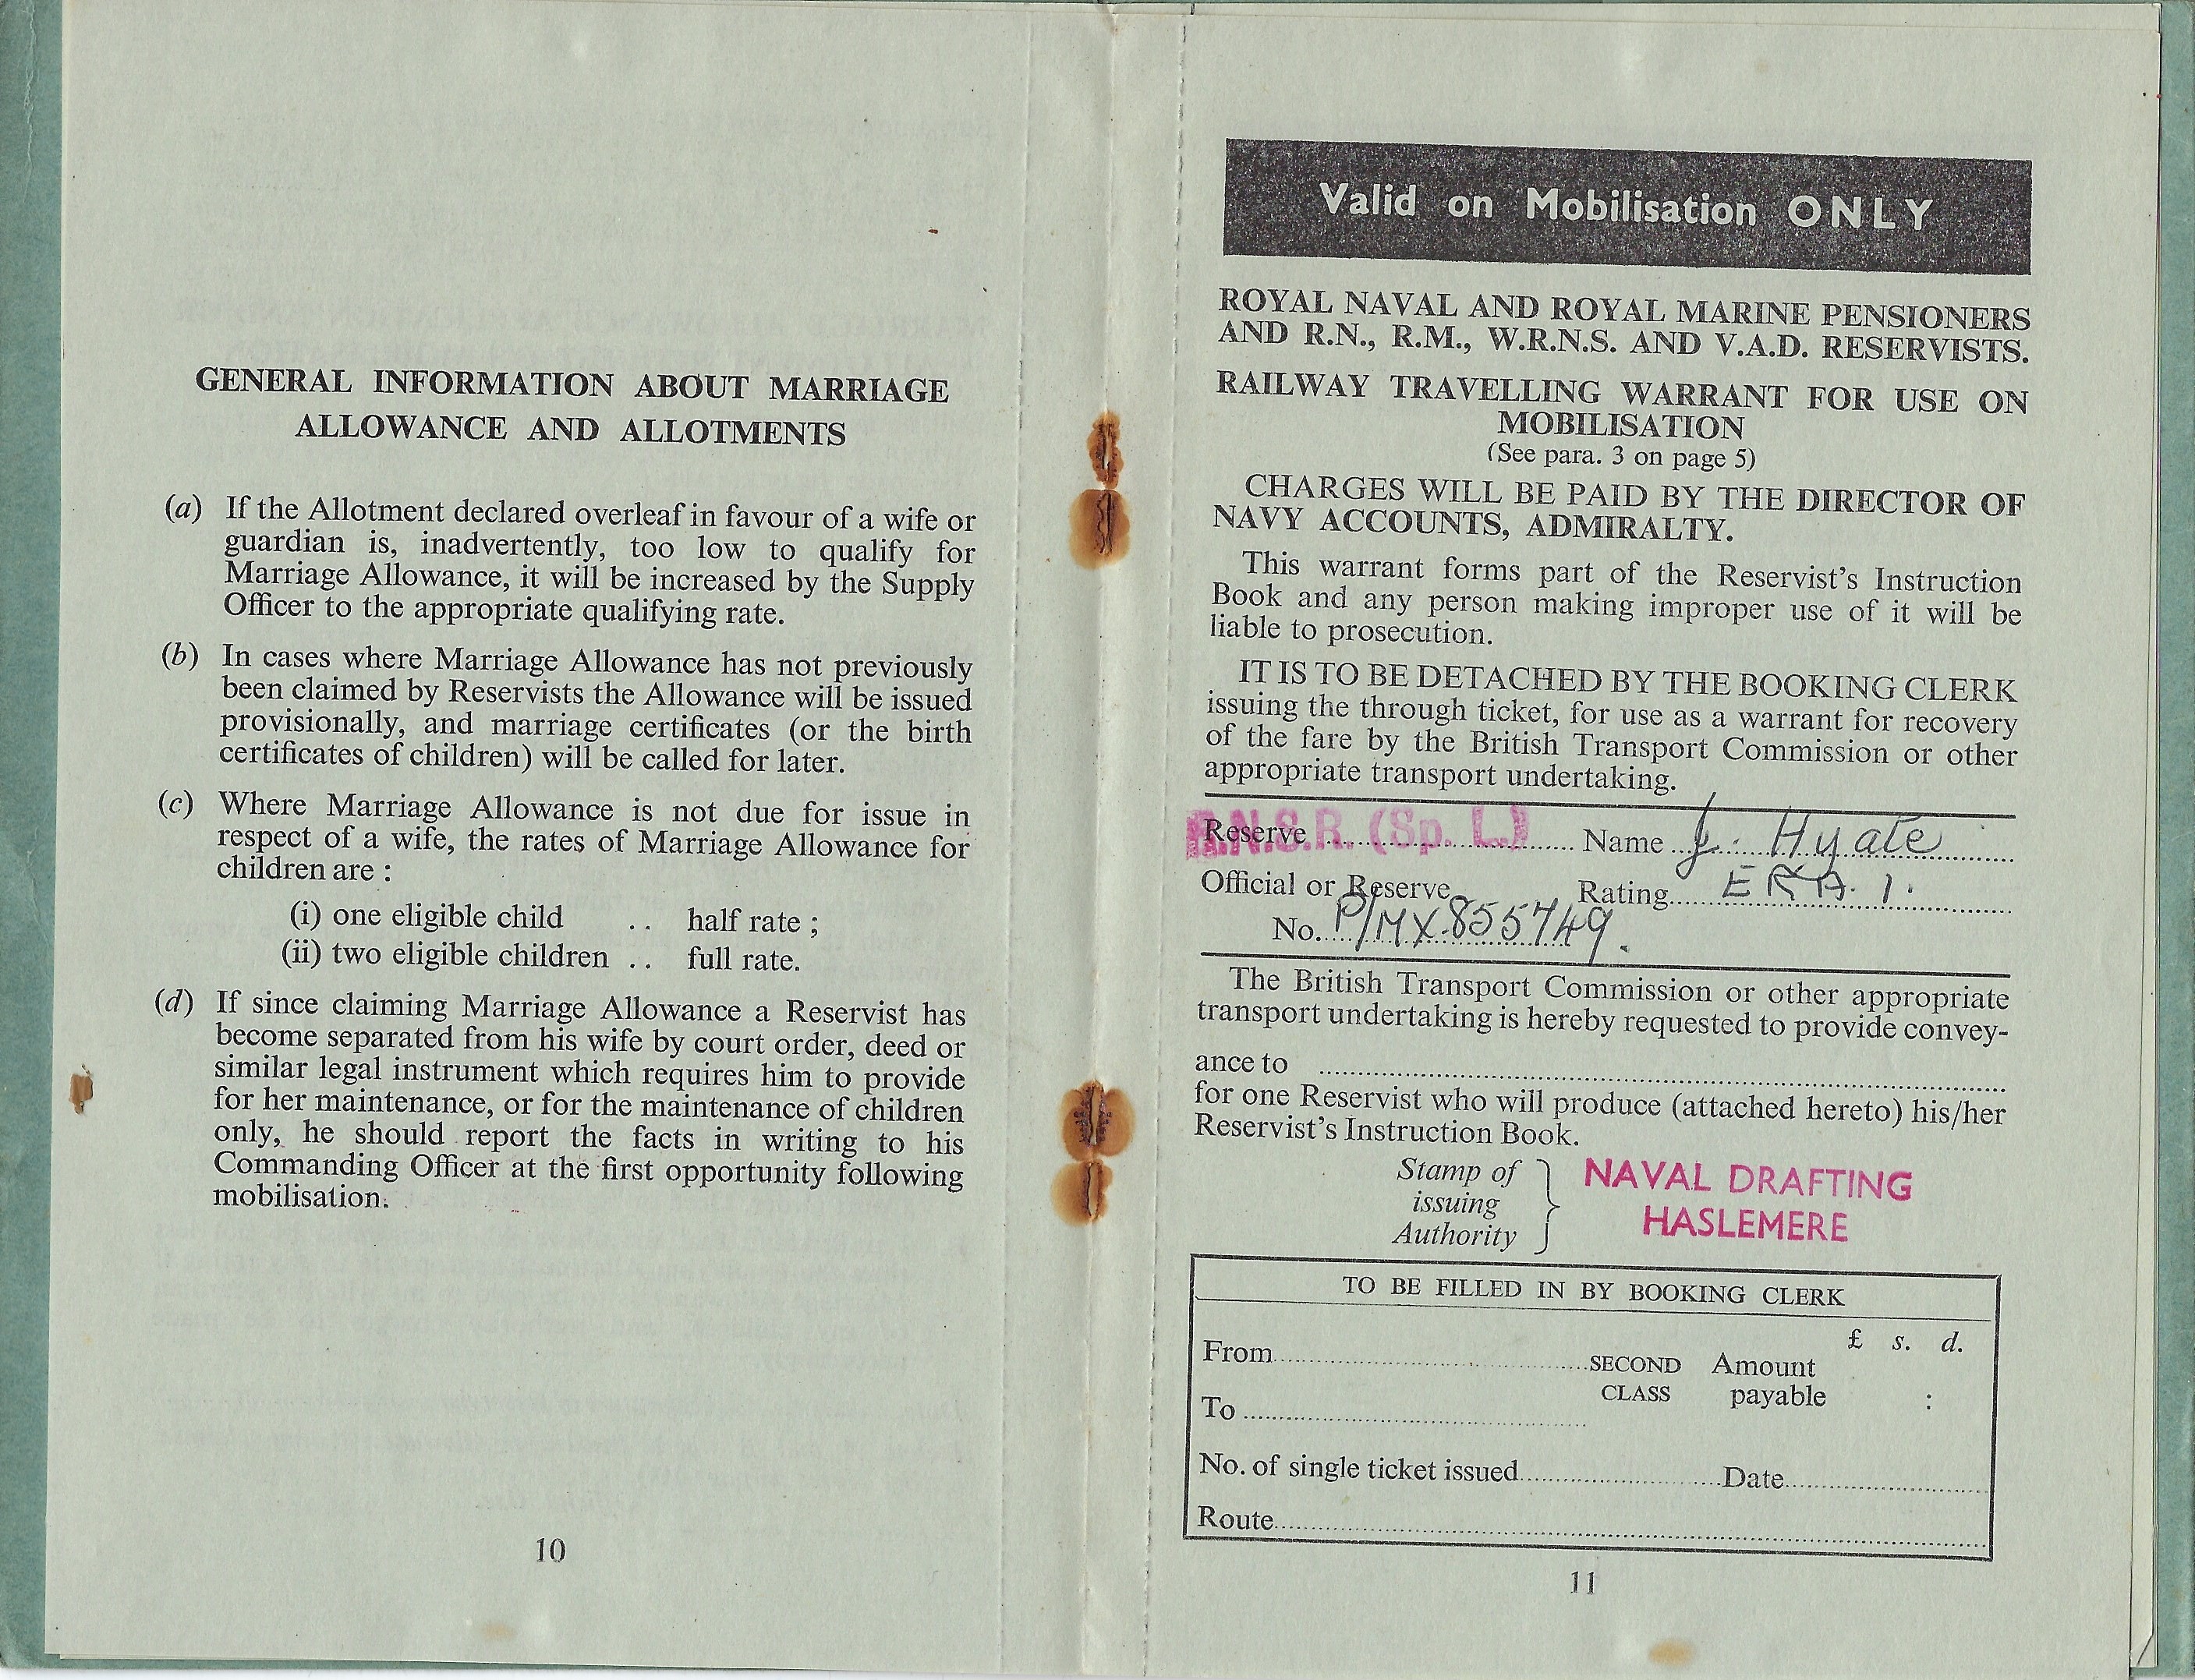 GENERAL INFORMATION ABOUT MARRIAGE
ALLOWANCE AND ALLOTMENTS
(a) If the Allotment declared overleaf in favour of a wife or
guardian is, inadvertently, too low to qualify for
Marriage Allowance, it will be increased by the Supply
Officer to the appropriate qualifying rate.
(b) In cases where Marriage Allowance has not previously
been claimed by Reservists the Allowance will be issued
provisionally, and marriage certificates (or the birth
certificates of children) will be called for later.
(c) Where Marriage Allowance is not due for issue in
respect of a wife, the rates of Marriage Allowance for
children are :
(i) one eligible child .. half rate ;
(ii) two eligible children .. full rate.
(d) If since claiming Marriage Allowance a Reservist has
become separated from his wife by court order, deed or
similar legal instrument which requires him to provide
for her maintenance, or for the maintenance of children
only, he should report the facts in writing to his
Commanding Officer at the first opportunity following
mobilisation.
10
Valid on Mobilisation ONLY
ROYAL NAVAL AND ROYAL MARINE PENSIONERS
AND R.N., R.M., W.R.N.S. AND V.A.D. RESERVISTS.
RAILWAY TRAVELLING WARRANT FOR USE ON
MOBILISATION
(See para. 3 on page 5)
CHARGES WILL BE PAID BY THE DIRECTOR OF
NAVY ACCOUNTS, ADMIRALTY.
This warrant forms part of the Reservist's Instruction
Book and any person making improper use of it will be
liable to prosecution.
IT IS TO BE DETACHED BY THE BOOKING CLERK
issuing the through ticket, for use as a warrant for recovery
of the fare by the British Transport Commission or other
appropriate transport undertaking.
Reserve R.N.S.R. (Sp. L.) Name J. Hyate
Official or Reserve Rating E R A. 1.
No. P/MX.855749.
The British Transport Commission or other appropriate
transport undertaking is hereby requested to provide convey-
ance to
for one Reservist who will produce (attached hereto) his/her
Reservist's Instruction Book.
Stamp of
issuing
Authority
NAVAL DRAFTING
HASLEMERE
TO BE FILLED IN BY BOOKING CLERK
£ s. d.
From SECOND Amount
CLASS payable :
To
No. of single ticket issued Date
Route
11